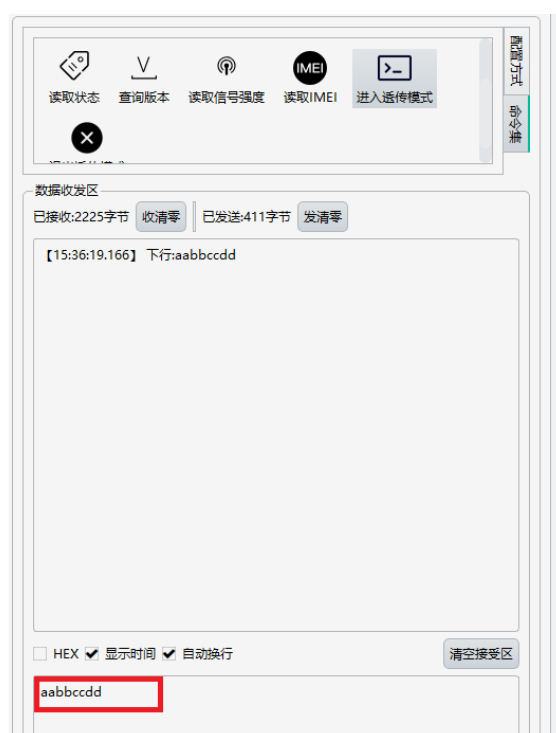 配置方式
命令集
读取状态
查询版本
读取信号强度
IMEI
读取IMEI
进入透传模式
数据收发区
已接收:2225字节 收清零 已发送:411字节 发清零
【15:36:19.166】 下行:aabbccdd
HEX 显示时间 自动换行 清空接受区
aabbccdd